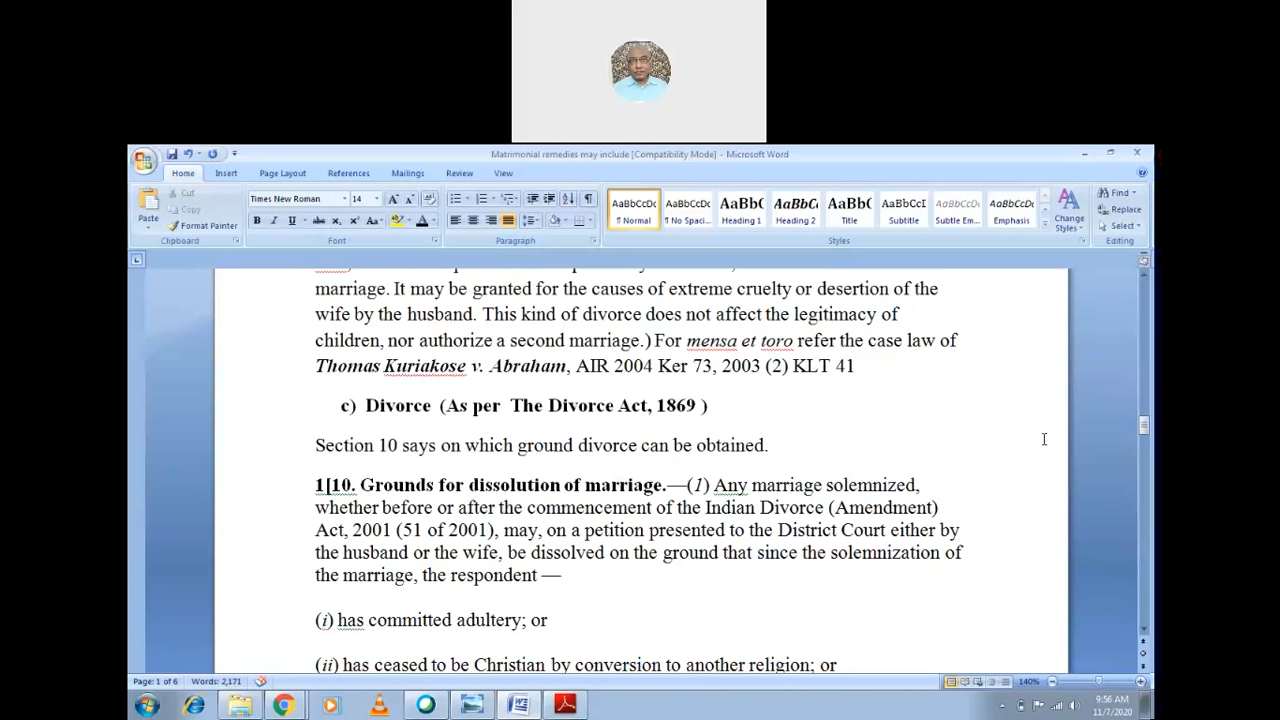 Matrimonial remedies may include [Compatibility Mode] - Microsoft Word
Home Insert Page Layout References Mailings Review View
Cut
Copy
Format Painter
Paste
Clipboard
Times New Roman 14
Font
Paragraph
AaBbCcDc AaBbCcDc AaBbC AaBbCc AaBbC AaBbCcDc AaBbCcDc AaBbCcDc
¶ Normal ¶ No Spaci... Heading 1 Heading 2 Title Subtitle Subtle Em... Emphasis
Styles
Change Styles
Find
Replace
Select
Editing
marriage. It may be granted for the causes of extreme cruelty or desertion of the
wife by the husband. This kind of divorce does not affect the legitimacy of
children, nor authorize a second marriage.) For mensa et toro refer the case law of
Thomas Kuriakose v. Abraham, AIR 2004 Ker 73, 2003 (2) KLT 41
c) Divorce (As per The Divorce Act, 1869 )
Section 10 says on which ground divorce can be obtained.
1[10. Grounds for dissolution of marriage.—(1) Any marriage solemnized,
whether before or after the commencement of the Indian Divorce (Amendment)
Act, 2001 (51 of 2001), may, on a petition presented to the District Court either by
the husband or the wife, be dissolved on the ground that since the solemnization of
the marriage, the respondent —
(i) has committed adultery; or
(ii) has ceased to be Christian by conversion to another religion; or
Page: 1 of 6 Words: 2,171 140%
9:56 AM
11/7/2020